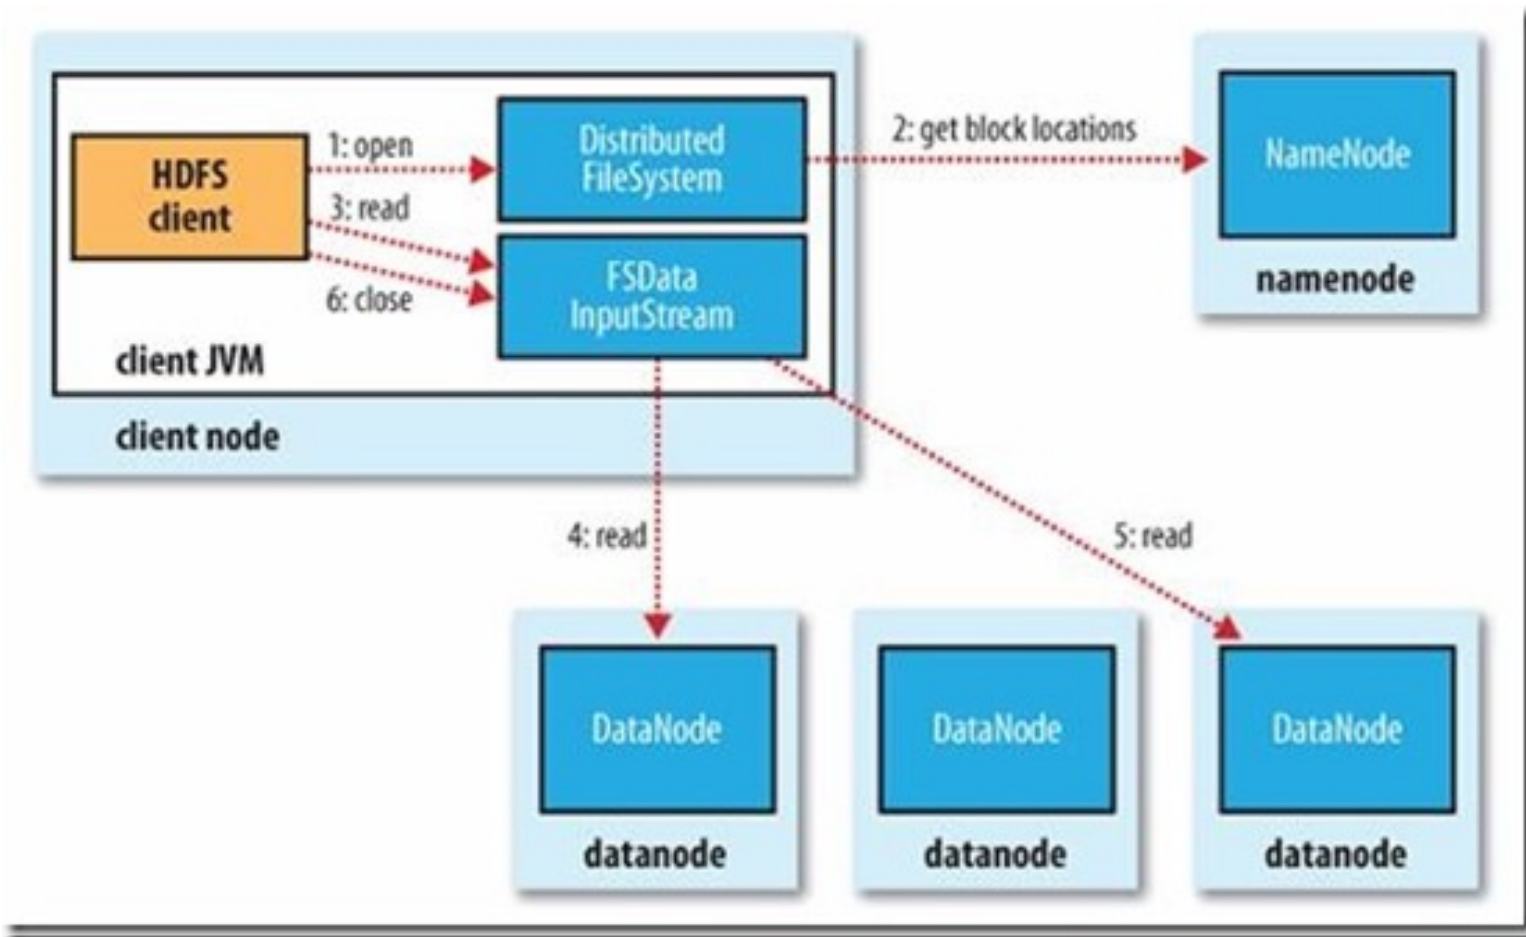 HDFS
client
1: open
3: read
6: close
Distributed
FileSystem
FSData
InputStream
client JVM
client node
2: get block locations
NameNode
namenode
4: read
5: read
DataNode
datanode
DataNode
datanode
DataNode
datanode